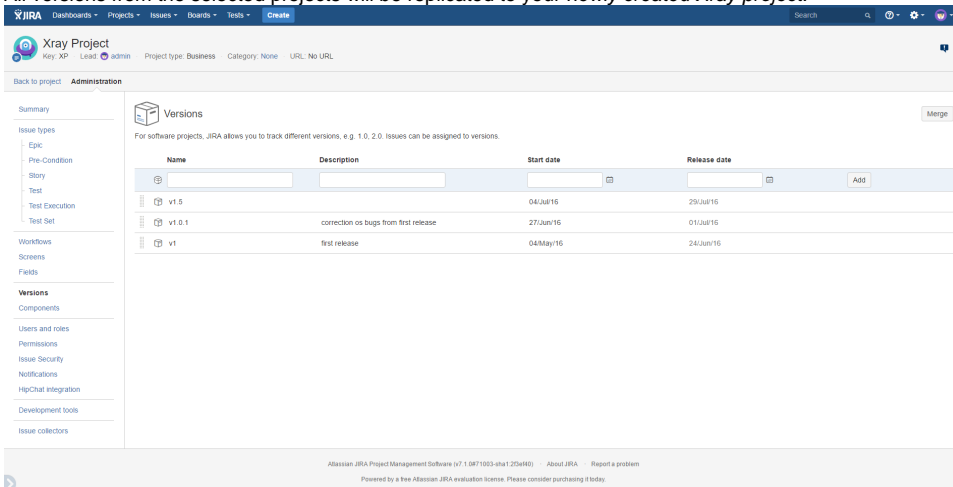 All versions from the selected projects will be replicated to your newly created Xray project.
JIRA Dashboards Projects Issues Boards Tests Create Search
Xray Project
Key: XP Lead: admin Project type: Business Category: None URL: No URL
Back to project Administration
Summary
Issue types
Epic
Pre-Condition
Story
Test
Test Execution
Test Set
Workflows
Screens
Fields
Versions
Components
Users and roles
Permissions
Issue Security
Notifications
HipChat integration
Development tools
Issue collectors
Versions
Merge
For software projects, JIRA allows you to track different versions, e.g. 1.0, 2.0. Issues can be assigned to versions.
Name Description Start date Release date
Add
v1.5 04/Jul/16 29/Jul/16
v1.0.1 correction os bugs from first release 27/Jun/16 01/Jul/16
v1 first release 04/May/16 24/Jun/16
Atlassian JIRA Project Management Software (v7.1.0#71003-sha1:2f3ef40) · About JIRA · Report a problem
Powered by a free Atlassian JIRA evaluation license. Please consider purchasing it today.